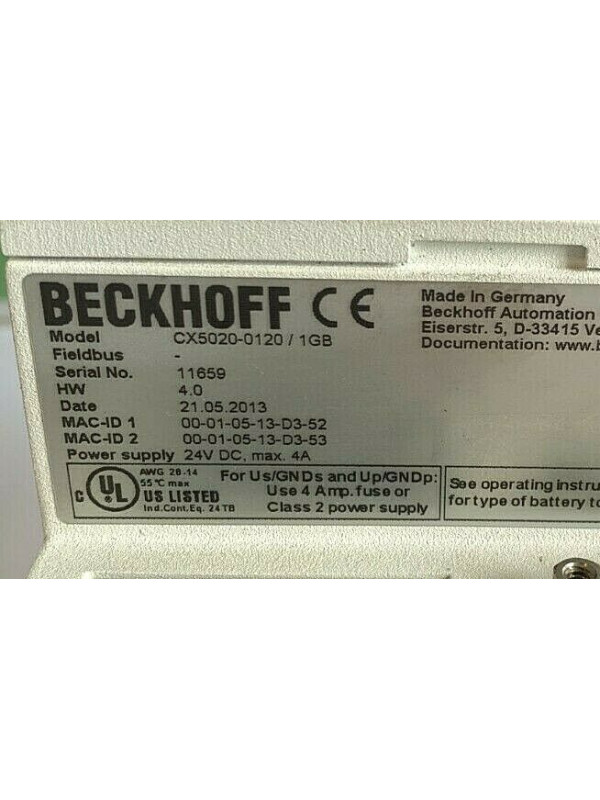 BECKHOFF CE
Made in Germany
Beckhoff Automation
Eiserstr. 5, D-33415
Documentation:
Model CX5020-0120 / 1GB
Fieldbus -
Serial No. 11659
HW 4.0
Date 21.05.2013
MAC-ID 1 00-01-05-13-D3-52
MAC-ID 2 00-01-05-13-D3-53
Power supply 24V DC, max. 4A
C UL US LISTED
AWG 28-14
55°C max
Ind.Cont.Eq. 24TB
For Us/GNDs and Up/GNDp:
Use 4 Amp. fuse or
Class 2 power supply
See operating
for type of battery